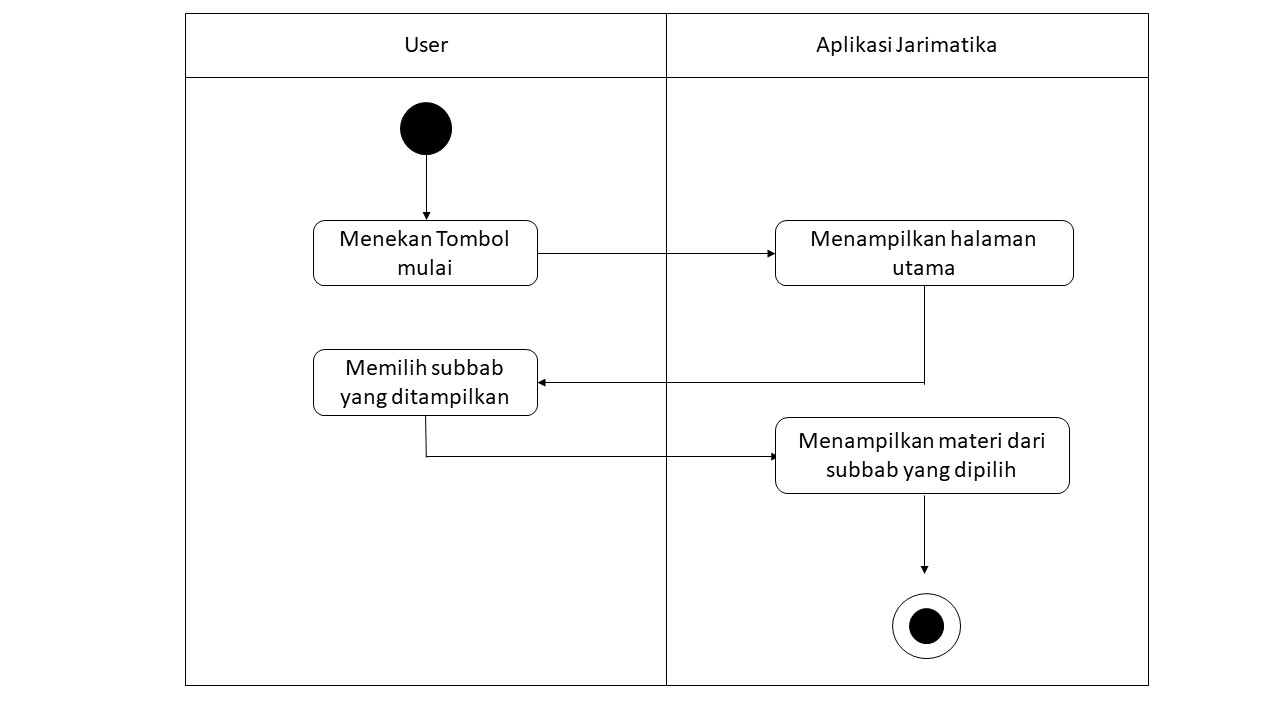 User
Aplikasi Jarimatika
Menekan Tombol
mulai
Menampilkan halaman
utama
Memilih subbab
yang ditampilkan
Menampilkan materi dari
subbab yang dipilih